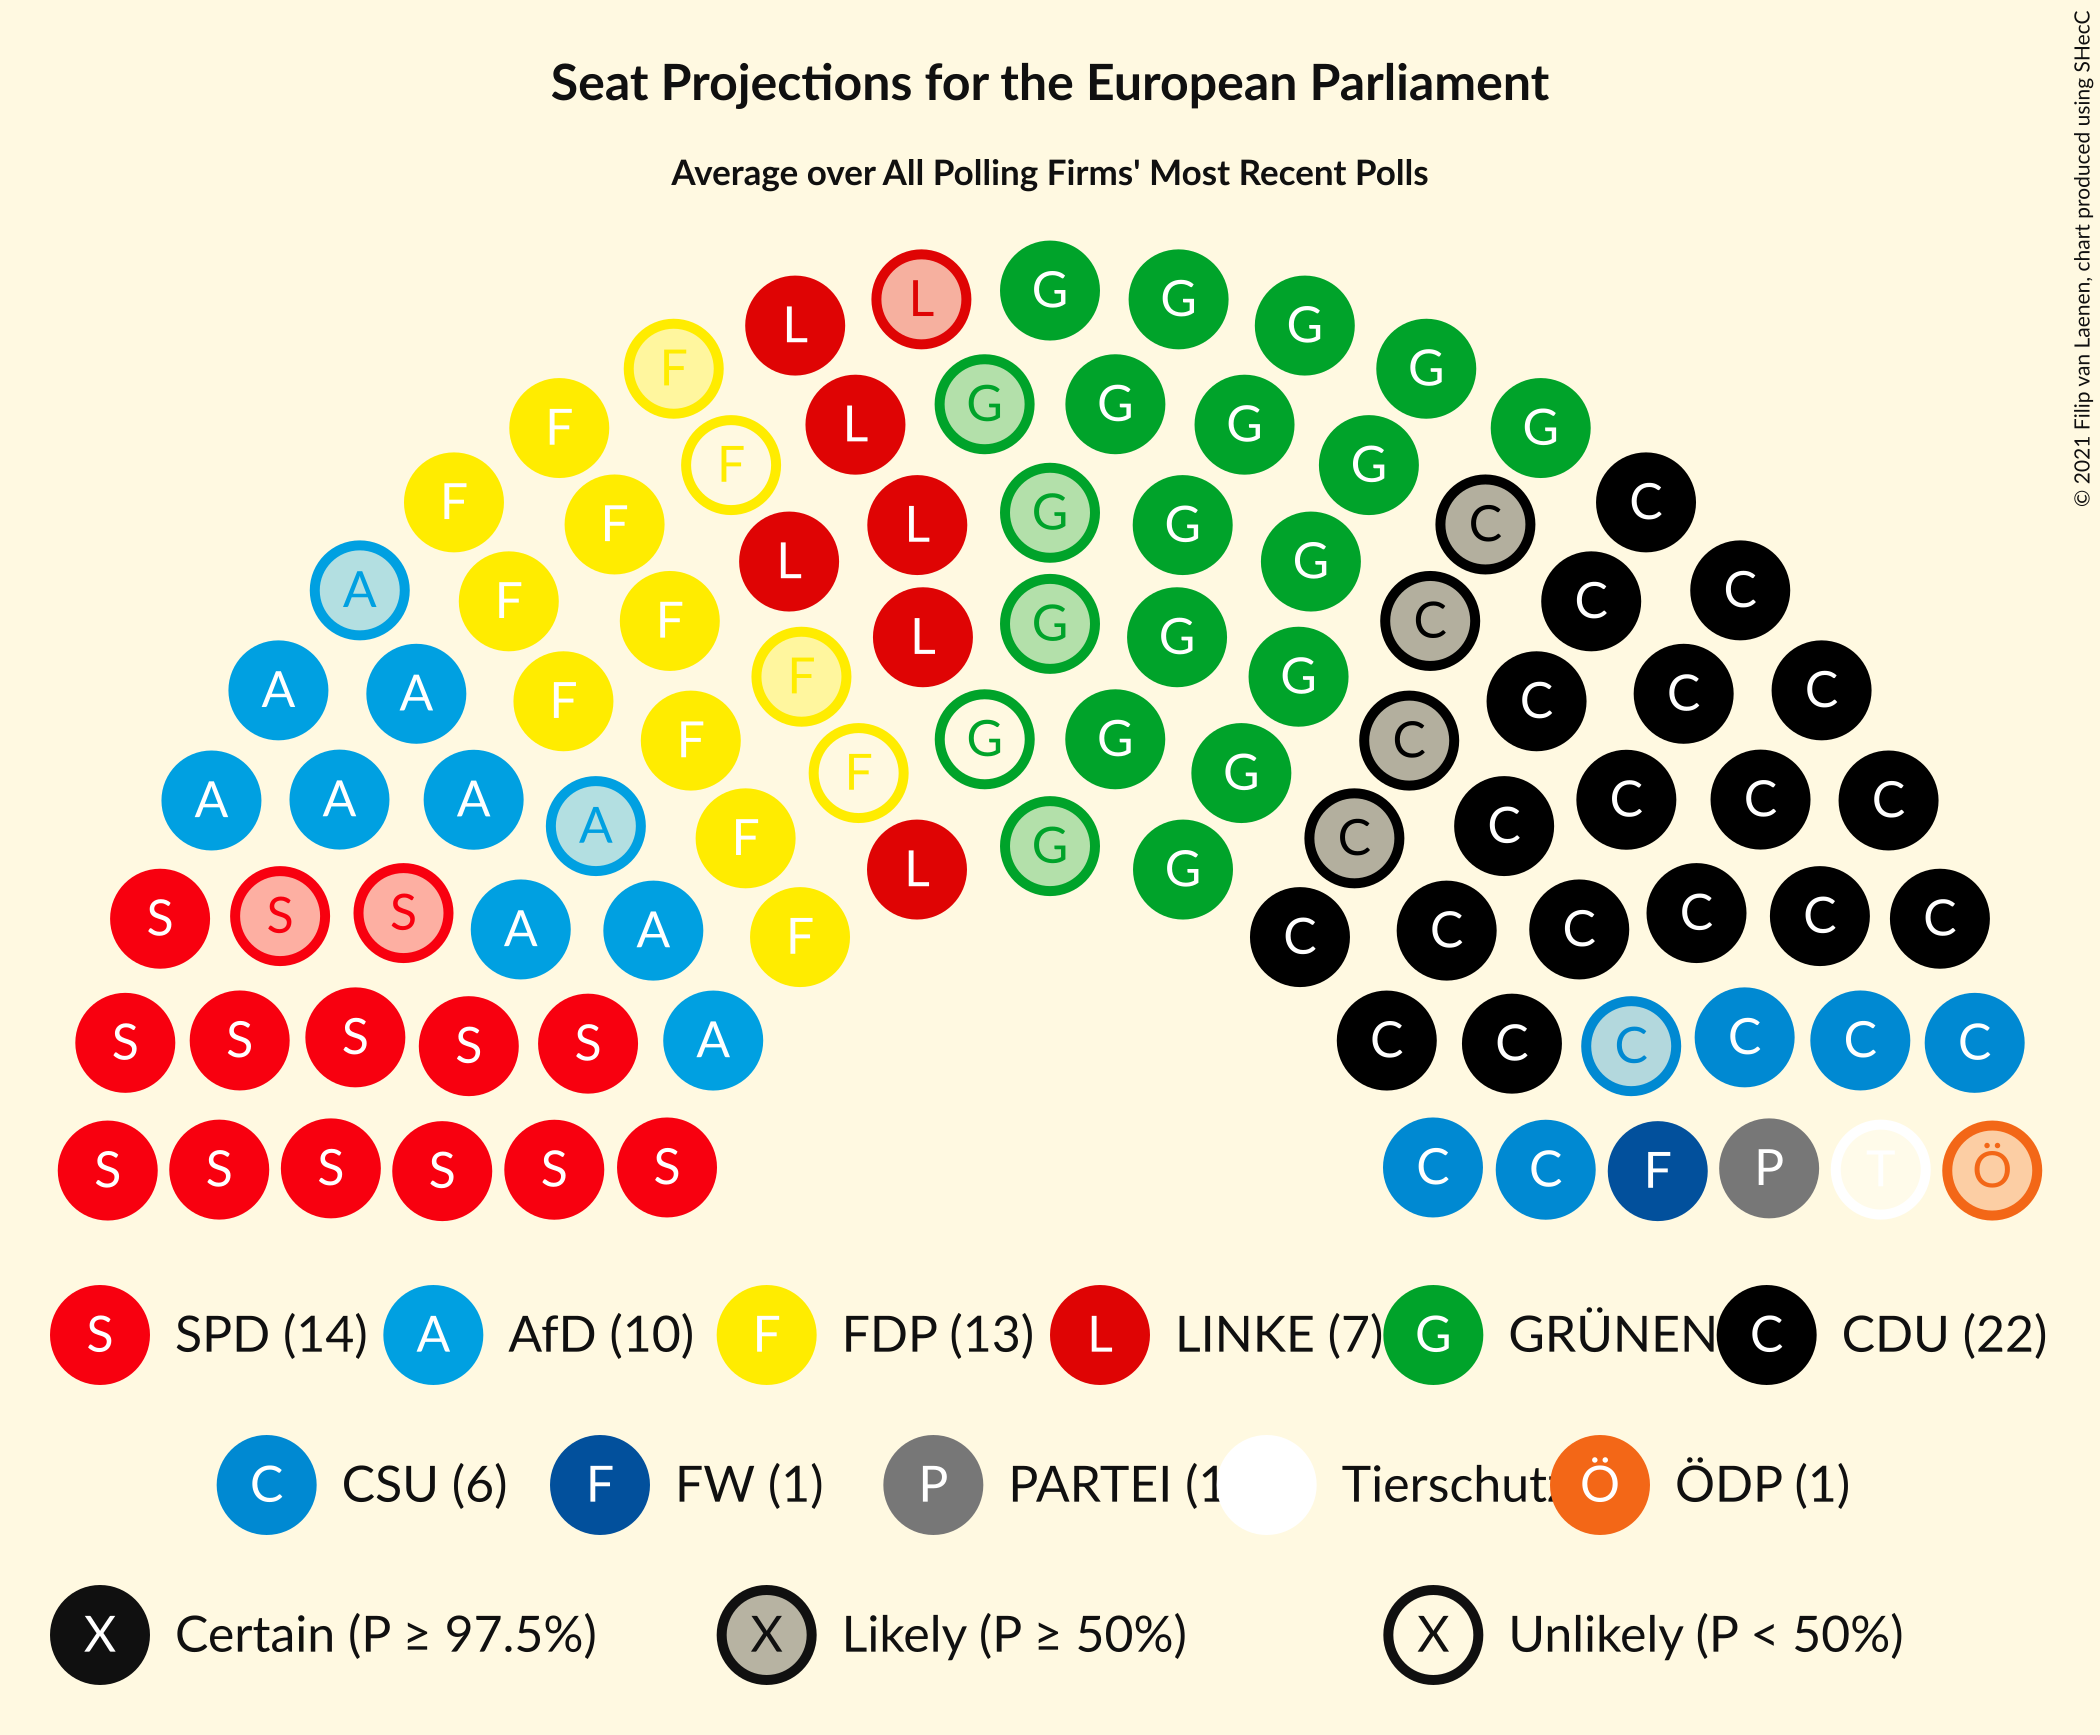 Seat Projections for the European Parliament
Average over All Polling Firms' Most Recent Polls
© 2021 Filip van Laenen, chart produced using SHecC
L G G G
L G G
F L G G G G
F F L G G G C C
F F L G G C C
A F F L G G C C C
A A F F F G C C C C
A A A A F F G G G C C C C C
S S S A A F F L G G C C C C C C C
S S S S S A C C C C C C
S S S S S S C C F P T Ö
S SPD (14) A AfD (10) F FDP (13) L LINKE (7) G GRÜNEN C CDU (22)
C CSU (6) F FW (1) P PARTEI (1 Tierschutz Ö ÖDP (1)
X Certain (P ≥ 97.5%) X Likely (P ≥ 50%) X Unlikely (P < 50%)